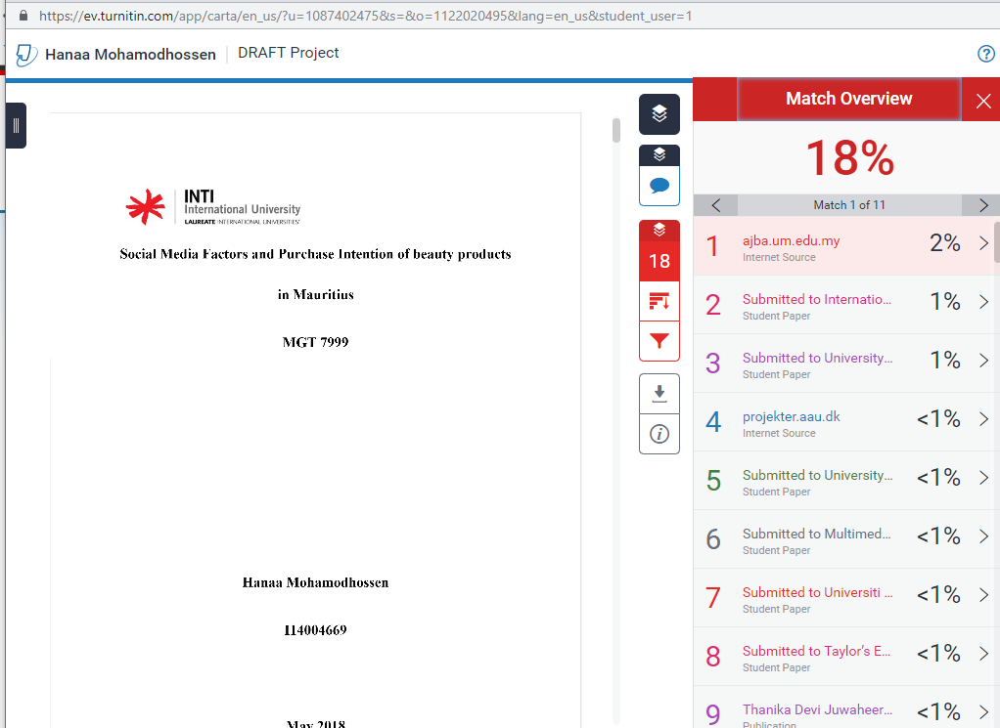 https://ev.turnitin.com/app/carta/en_us/?u=1087402475&s=&o=1122020495&lang=en_us&student_user=1
Hanaa Mohamodhossen
DRAFT Project
?
INTI
International University
LAUREATE INTERNATIONAL UNIVERSITIES
Social Media Factors and Purchase Intention of beauty products
in Mauritius
MGT 7999
Hanaa Mohamodhossen
I14004669
May 2018
18
i
Match Overview
18%
Match 1 of 11
1 ajba.um.edu.my 2%
Internet Source
2 Submitted to Internatio... 1%
Student Paper
3 Submitted to University... 1%
Student Paper
4 projekter.aau.dk <1%
Internet Source
5 Submitted to University... <1%
Student Paper
6 Submitted to Multimed... <1%
Student Paper
7 Submitted to Universiti ... <1%
Student Paper
8 Submitted to Taylor's E... <1%
Student Paper
9 Thanika Devi Juwaheer... <1%
Publication